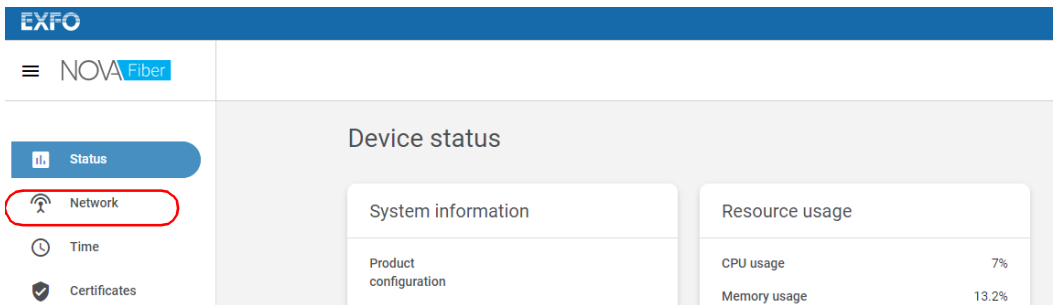 EXFO
NOVA Fiber
Device status
Status
Network
Time
Certificates
System information
Product
configuration
Resource usage
CPU usage 7%
Memory usage 13.2%